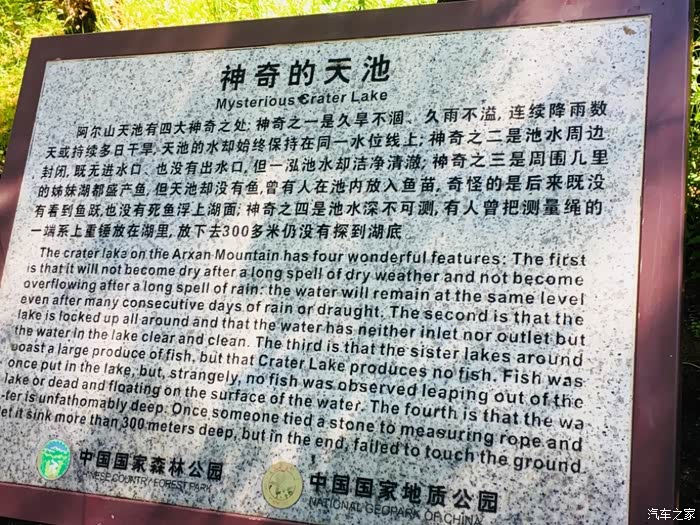 神奇的天池
Mysterious Crater Lake
阿尔山天池有四大神奇之处；神奇之一是久旱不涸、久雨不溢，连续降雨数
天或持续多日干旱，天池的水却始终保持在同一水位线上；神奇之二是池水周边
封闭，既无进水口、也没有出水口，但一泓池水却洁净清澈；神奇之三是周围几里
的姊妹湖都盛产鱼，但天池却没有鱼，曾有人在池内放入鱼苗，奇怪的是后来既没
有看到鱼跃，也没有死鱼浮上湖面；神奇之四是池水深不可测，有人曾把测量绳的
一端系上重锤放在湖里，放下去300多米仍没有探到湖底
The crater lake on the Arxan Mountain has four wonderful features: The first
is that it will not become dry after a long spell of dry weather and not become
overflowing after a long spell of rain: the water will remain at the same level
even after many consecutive days of rain or draught. The second is that the
lake is locked up all around and that the water has neither inlet nor outlet but
the water in the lake clear and clean. The third is that the sister lakes around
boast a large produce of fish, but that Crater Lake produces no fish. Fish was
once put in the lake, but, strangely, no fish was observed leaping out of the
lake or dead and floating on the surface of the water. The fourth is that the wa
-ter is unfathomably deep. Once someone tied a stone to measuring rope and
let it sink more than 300 meters deep, but in the end, failed to touch the ground.
中国国家森林公园
CHINESE COUNTRY FOREST PARK
中国国家地质公园
NATIONAL GEOPARK OF CHINA
汽车之家